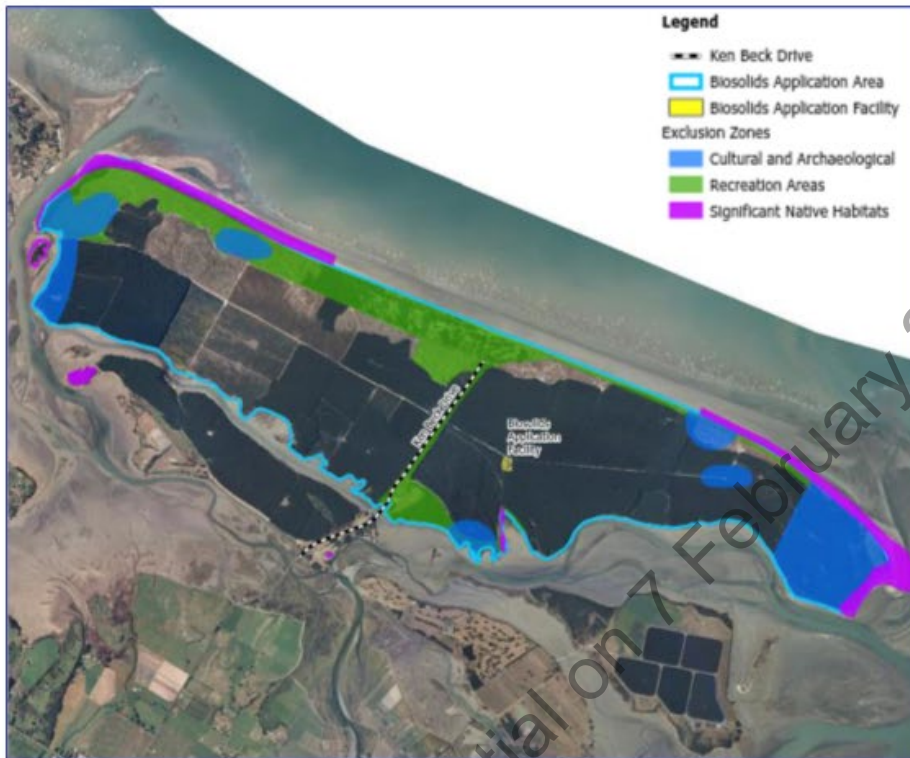 Legend
Ken Beck Drive
Biosolids Application Area
Biosolids Application Facility
Exclusion Zones
Cultural and Archaeological
Recreation Areas
Significant Native Habitats
Ken Beck Drive
Biosolids
Application
Facility
on 7 February